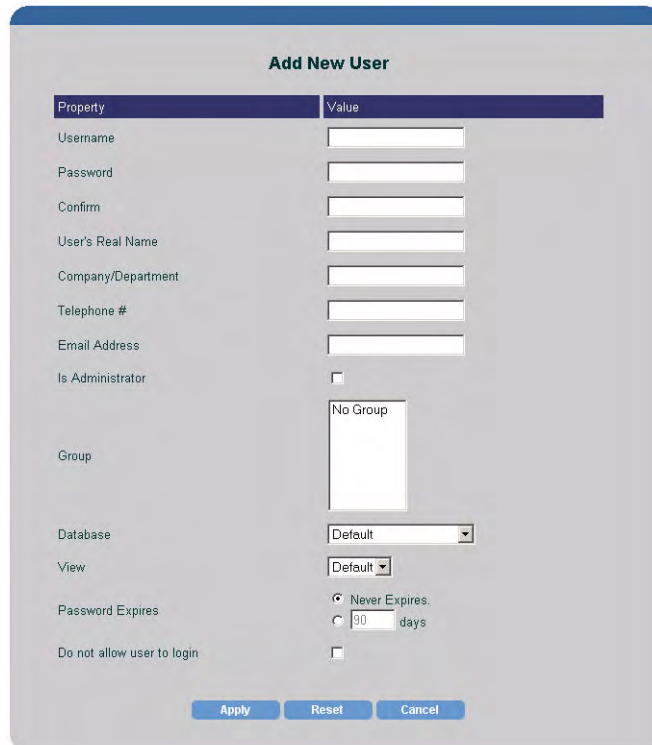 Add New User
Property Value
Username
Password
Confirm
User's Real Name
Company/Department
Telephone #
Email Address
Is Administrator
No Group
Group
Database Default
View Default
Never Expires.
Password Expires
90 days
Do not allow user to login
Apply Reset Cancel